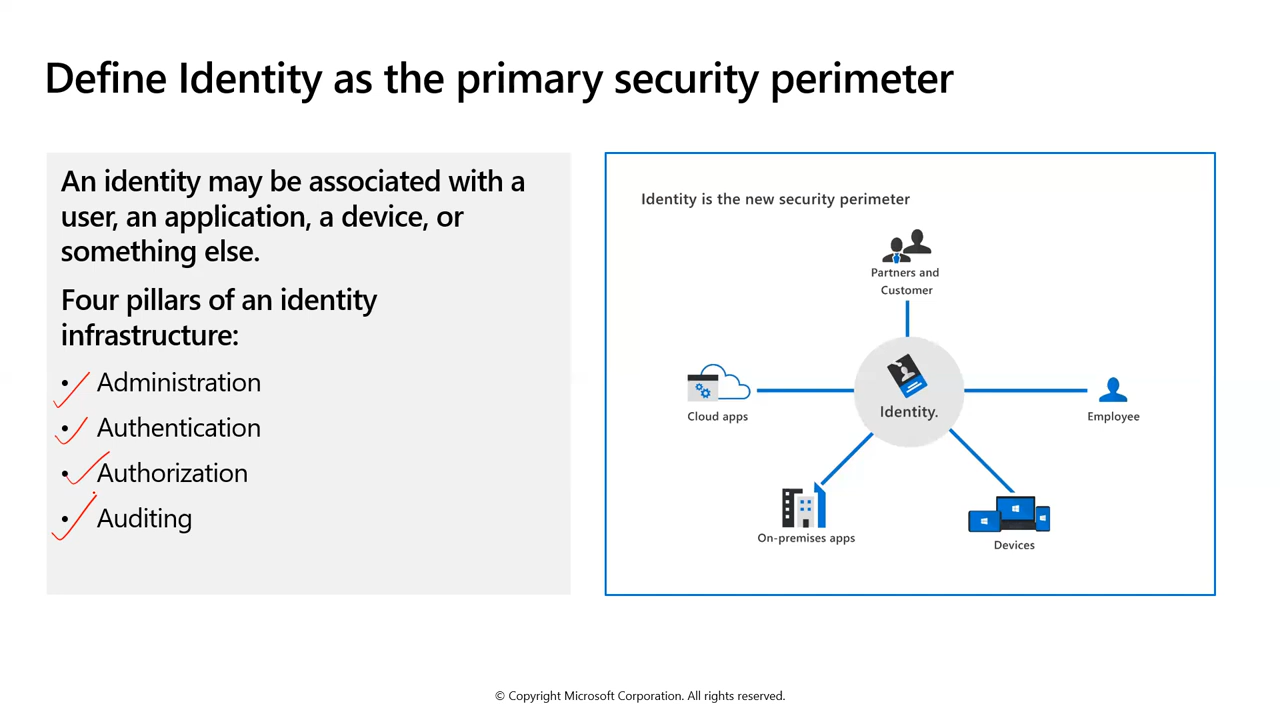 Define Identity as the primary security perimeter
An identity may be associated with a
user, an application, a device, or
something else.
Four pillars of an identity
infrastructure:
• Administration
• Authentication
• Authorization
• Auditing
Identity is the new security perimeter
Partners and
Customer
Cloud apps
Identity.
Employee
On-premises apps
Devices
© Copyright Microsoft Corporation. All rights reserved.